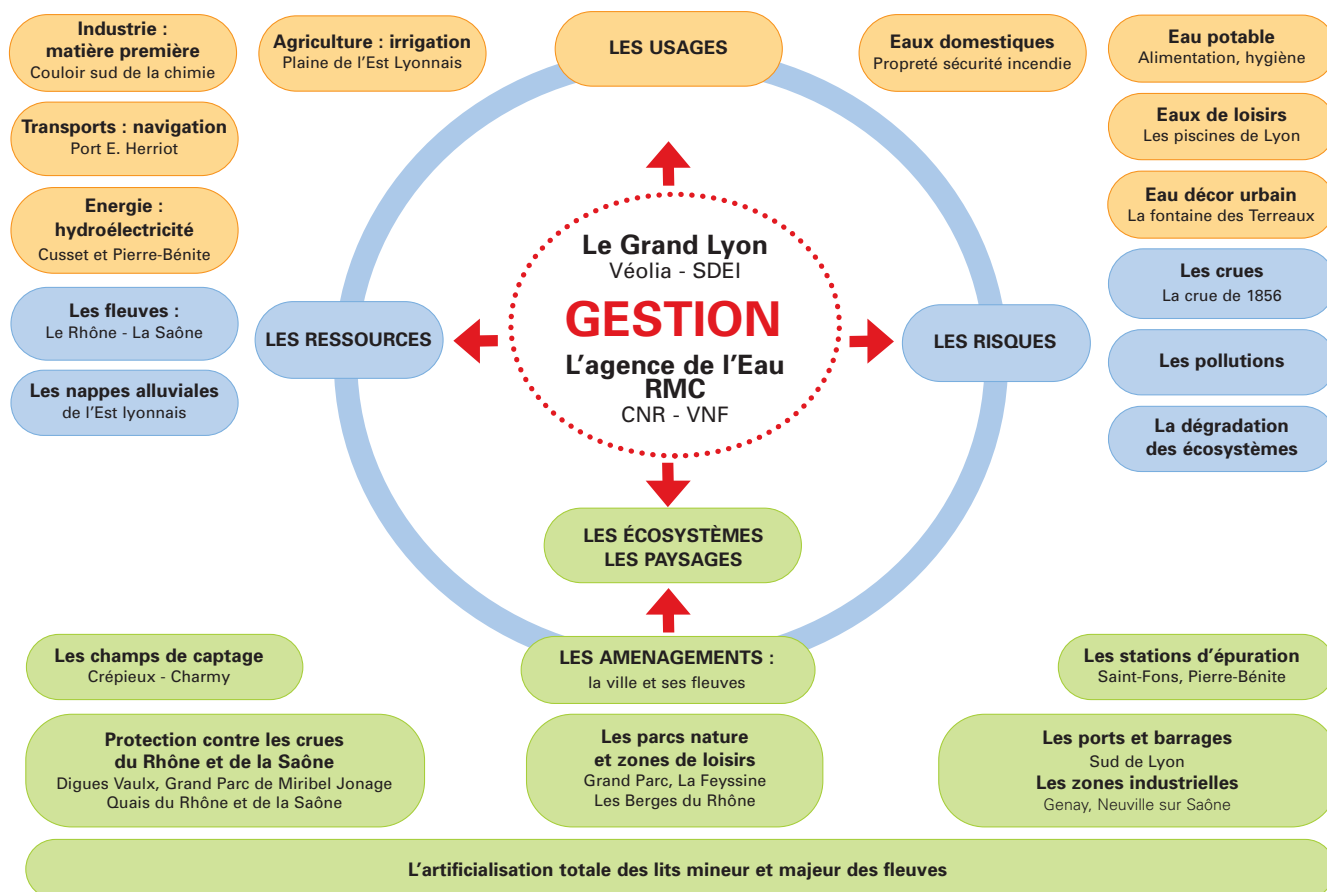 Industrie :
matière première
Couloir sud de la chimie
Agriculture : irrigation
Plaine de l'Est Lyonnais
LES USAGES
Eaux domestiques
Propreté sécurité incendie
Eau potable
Alimentation, hygiène
Transports : navigation
Port E. Herriot
Eaux de loisirs
Les piscines de Lyon
Energie :
hydroélectricité
Cusset et Pierre-Bénite
Eau décor urbain
La fontaine des Terreaux
Le Grand Lyon
Véolia - SDEI
GESTION
L'agence de l'Eau
RMC
CNR - VNF
Les fleuves :
Le Rhône - La Saône
Les nappes alluviales
de l'Est lyonnais
LES RESSOURCES
LES RISQUES
Les crues
La crue de 1856
Les pollutions
La dégradation
des écosystèmes
LES ÉCOSYSTÈMES
LES PAYSAGES
Les champs de captage
Crépieux - Charmy
LES AMENAGEMENTS :
la ville et ses fleuves
Les stations d'épuration
Saint-Fons, Pierre-Bénite
Protection contre les crues
du Rhône et de la Saône
Digues Vaulx, Grand Parc de Miribel Jonage
Quais du Rhône et de la Saône
Les parcs nature
et zones de loisirs
Grand Parc, La Feyssine
Les Berges du Rhône
Les ports et barrages
Sud de Lyon
Les zones industrielles
Genay, Neuville sur Saône
L'artificialisation totale des lits mineur et majeur des fleuves